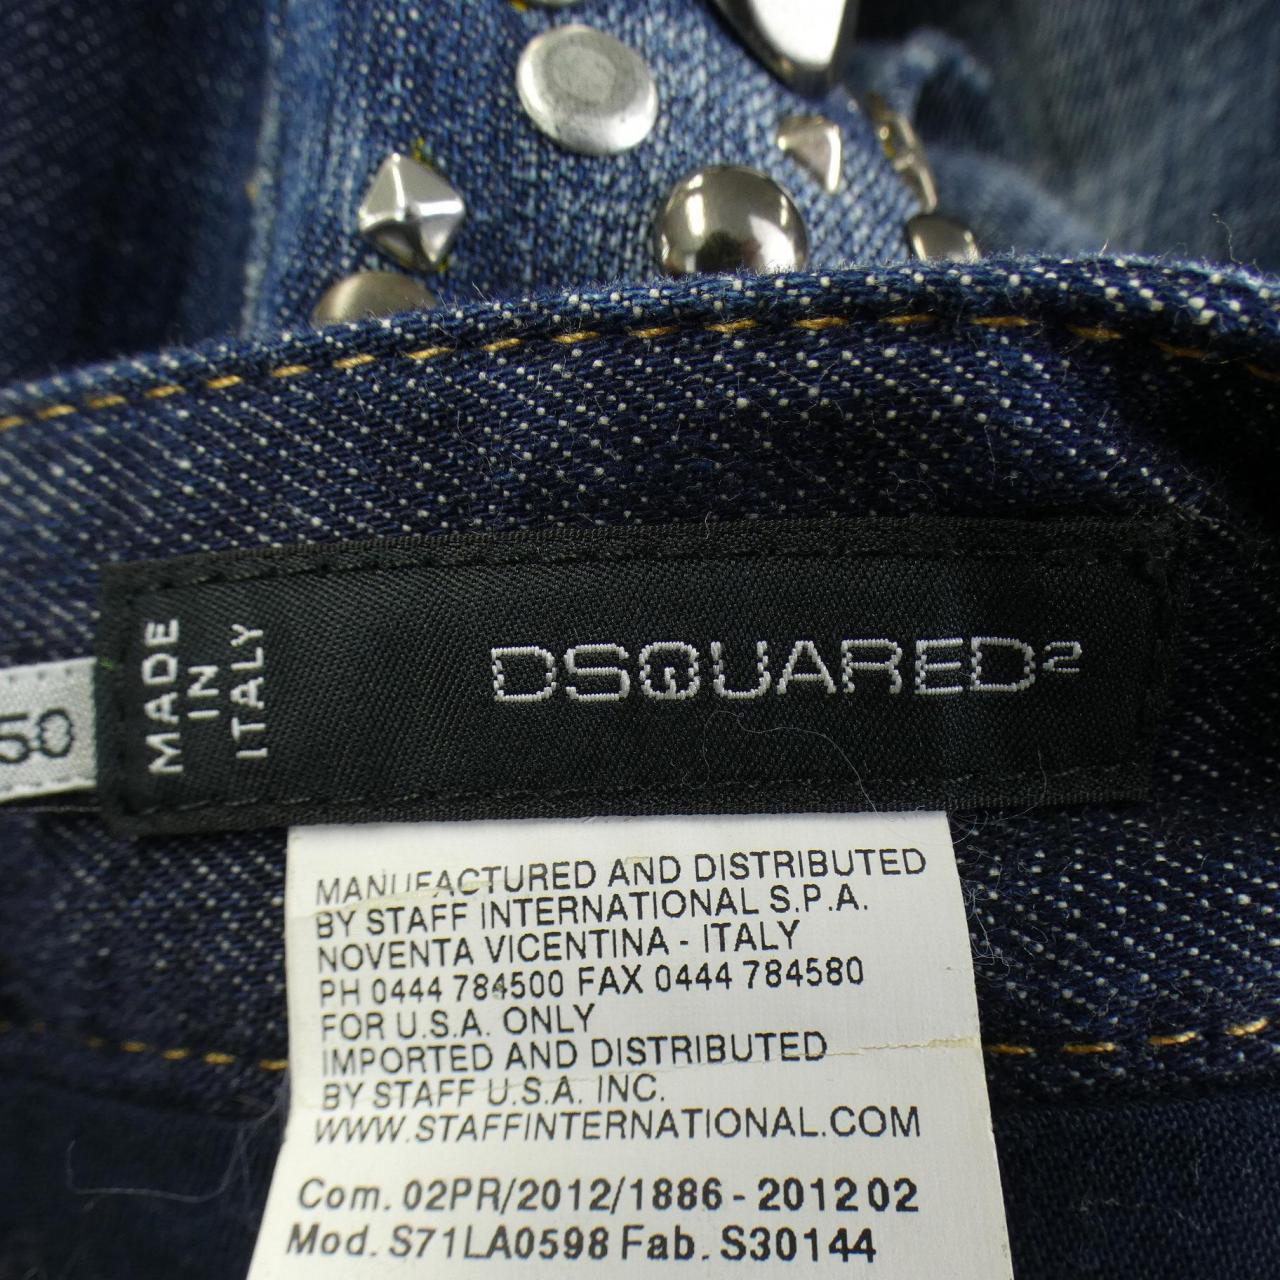 50
MADE
IN
ITALY
DSQUARED2
MANUFACTURED AND DISTRIBUTED
BY STAFF INTERNATIONAL S.P.A.
NOVENTA VICENTINA - ITALY
PH 0444 784500 FAX 0444 784580
FOR U.S.A. ONLY
IMPORTED AND DISTRIBUTED
BY STAFF U.S.A. INC.
WWW.STAFFINTERNATIONAL.COM
Com. 02PR/2012/1886 - 2012 02
Mod. S71LA0598 Fab. S30144